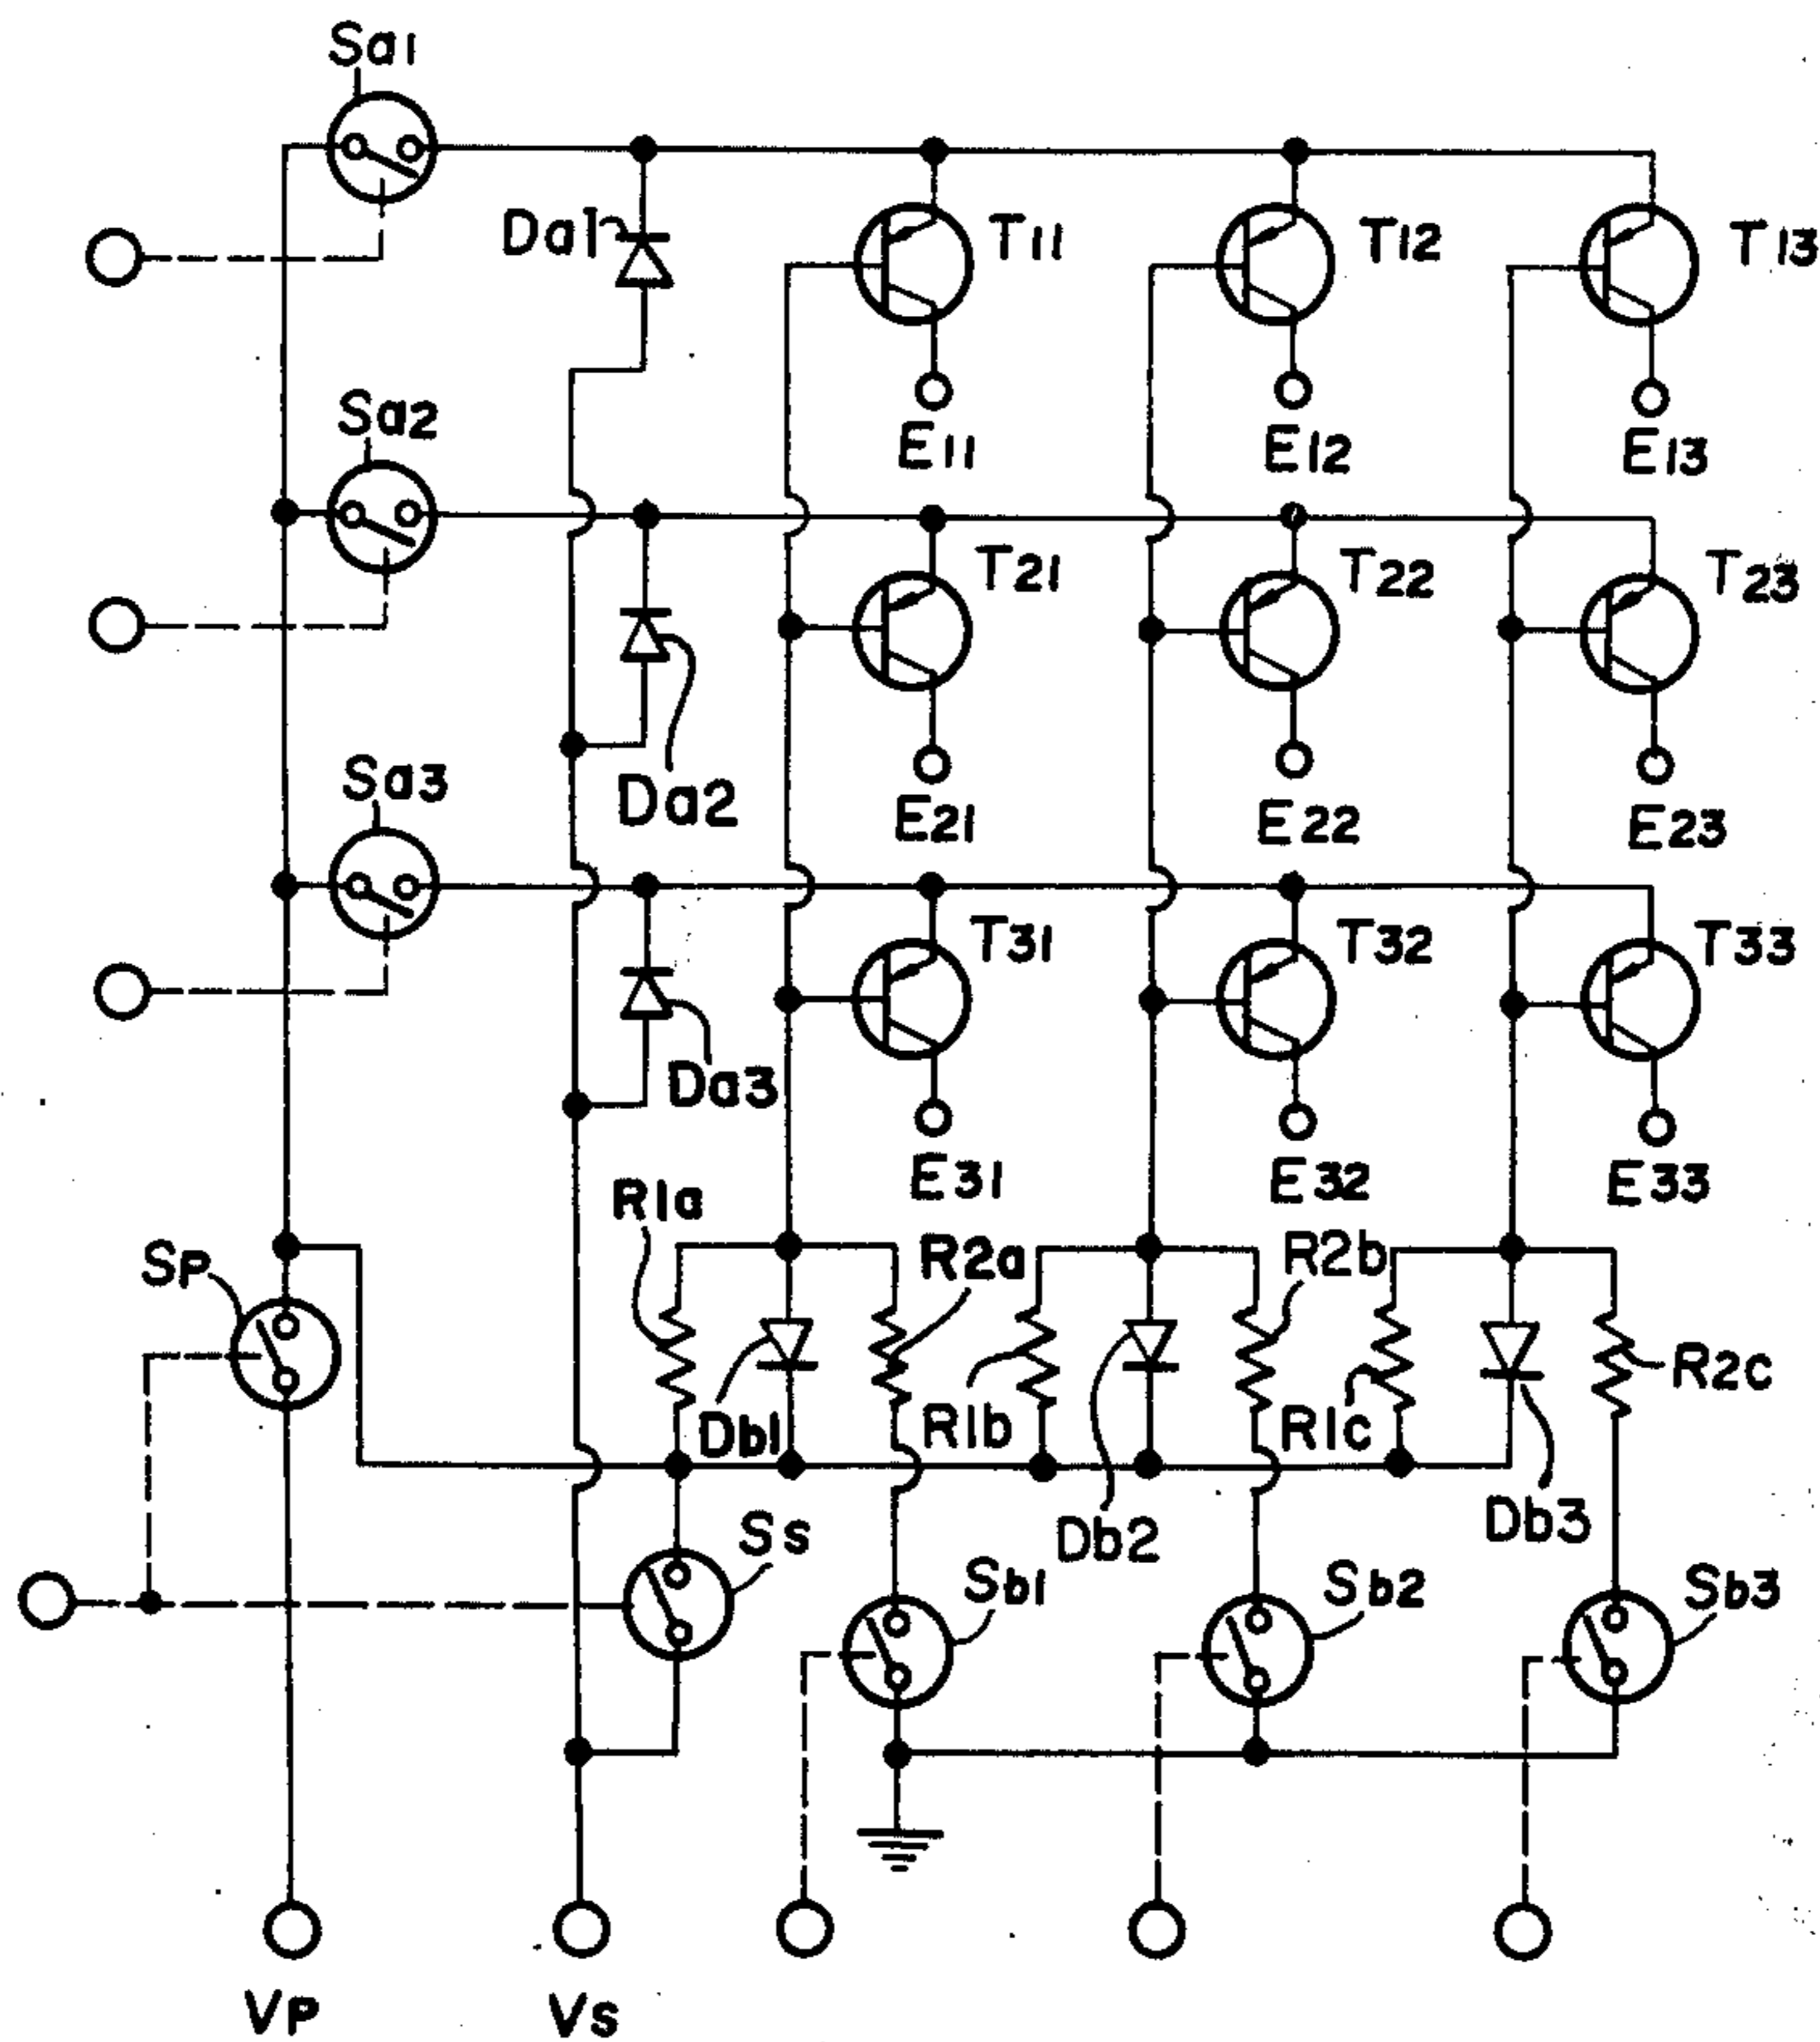 Sa1
Da1
T11
T12
T13
E11
E12
E13
Sa2
T21
T22
T23
Da2
E21
E22
E23
Sa3
T31
T32
T33
Da3
E31
E32
E33
R1a
R2a
R2b
SP
R2c
Db1
R1b
R1c
Db2
Db3
Ss
Sb1
Sb2
Sb3
VP
Vs